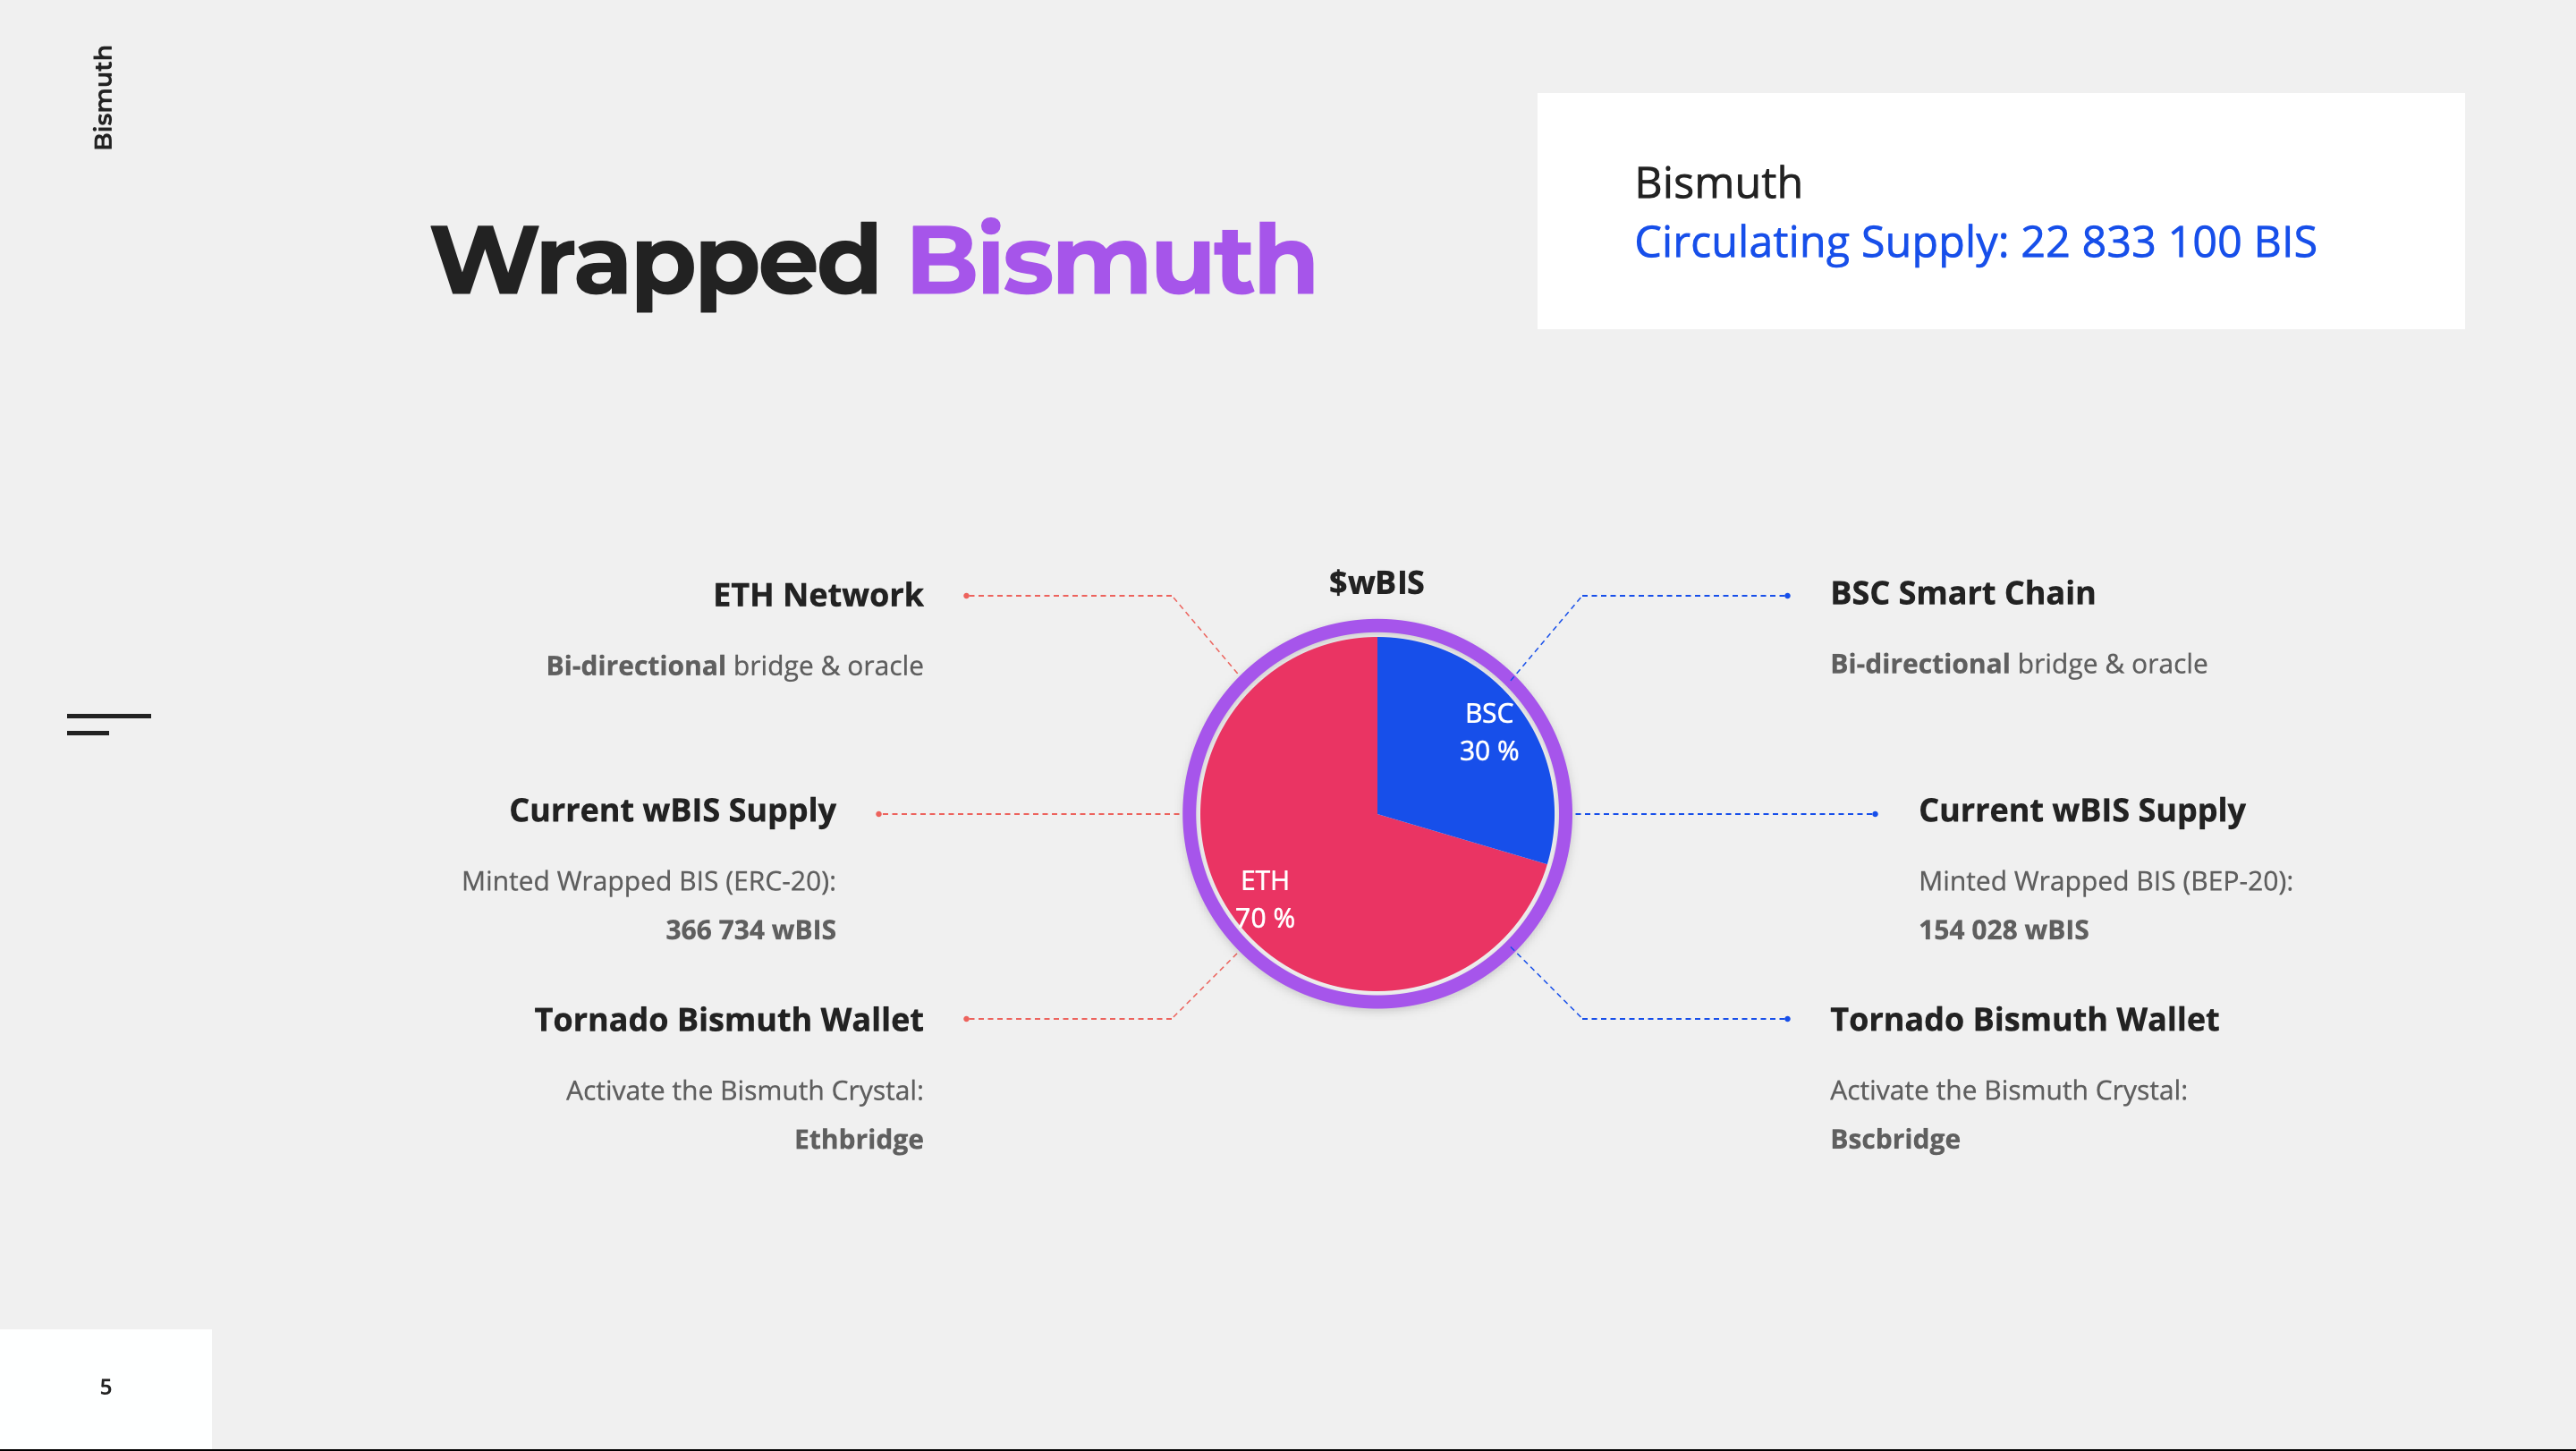 Bismuth
Wrapped Bismuth
Bismuth
Circulating Supply: 22 833 100 BIS
ETH Network
Bi-directional bridge & oracle
Current wBIS Supply
Minted Wrapped BIS (ERC-20):
366 734 wBIS
Tornado Bismuth Wallet
Activate the Bismuth Crystal:
Ethbridge
$wBIS
BSC
30 %
ETH
70 %
BSC Smart Chain
Bi-directional bridge & oracle
Current wBIS Supply
Minted Wrapped BIS (BEP-20):
154 028 wBIS
Tornado Bismuth Wallet
Activate the Bismuth Crystal:
Bscbridge
5